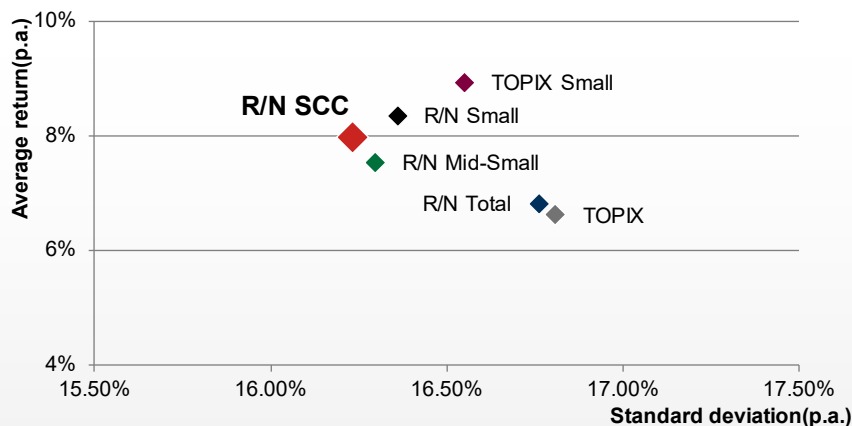 10%
8%
6%
4%
Average return(p.a.)
TOPIX Small
R/N SCC
R/N Small
R/N Mid-Small
R/N Total
TOPIX
15.50%
16.00%
16.50%
17.00%
17.50%
Standard deviation(p.a.)